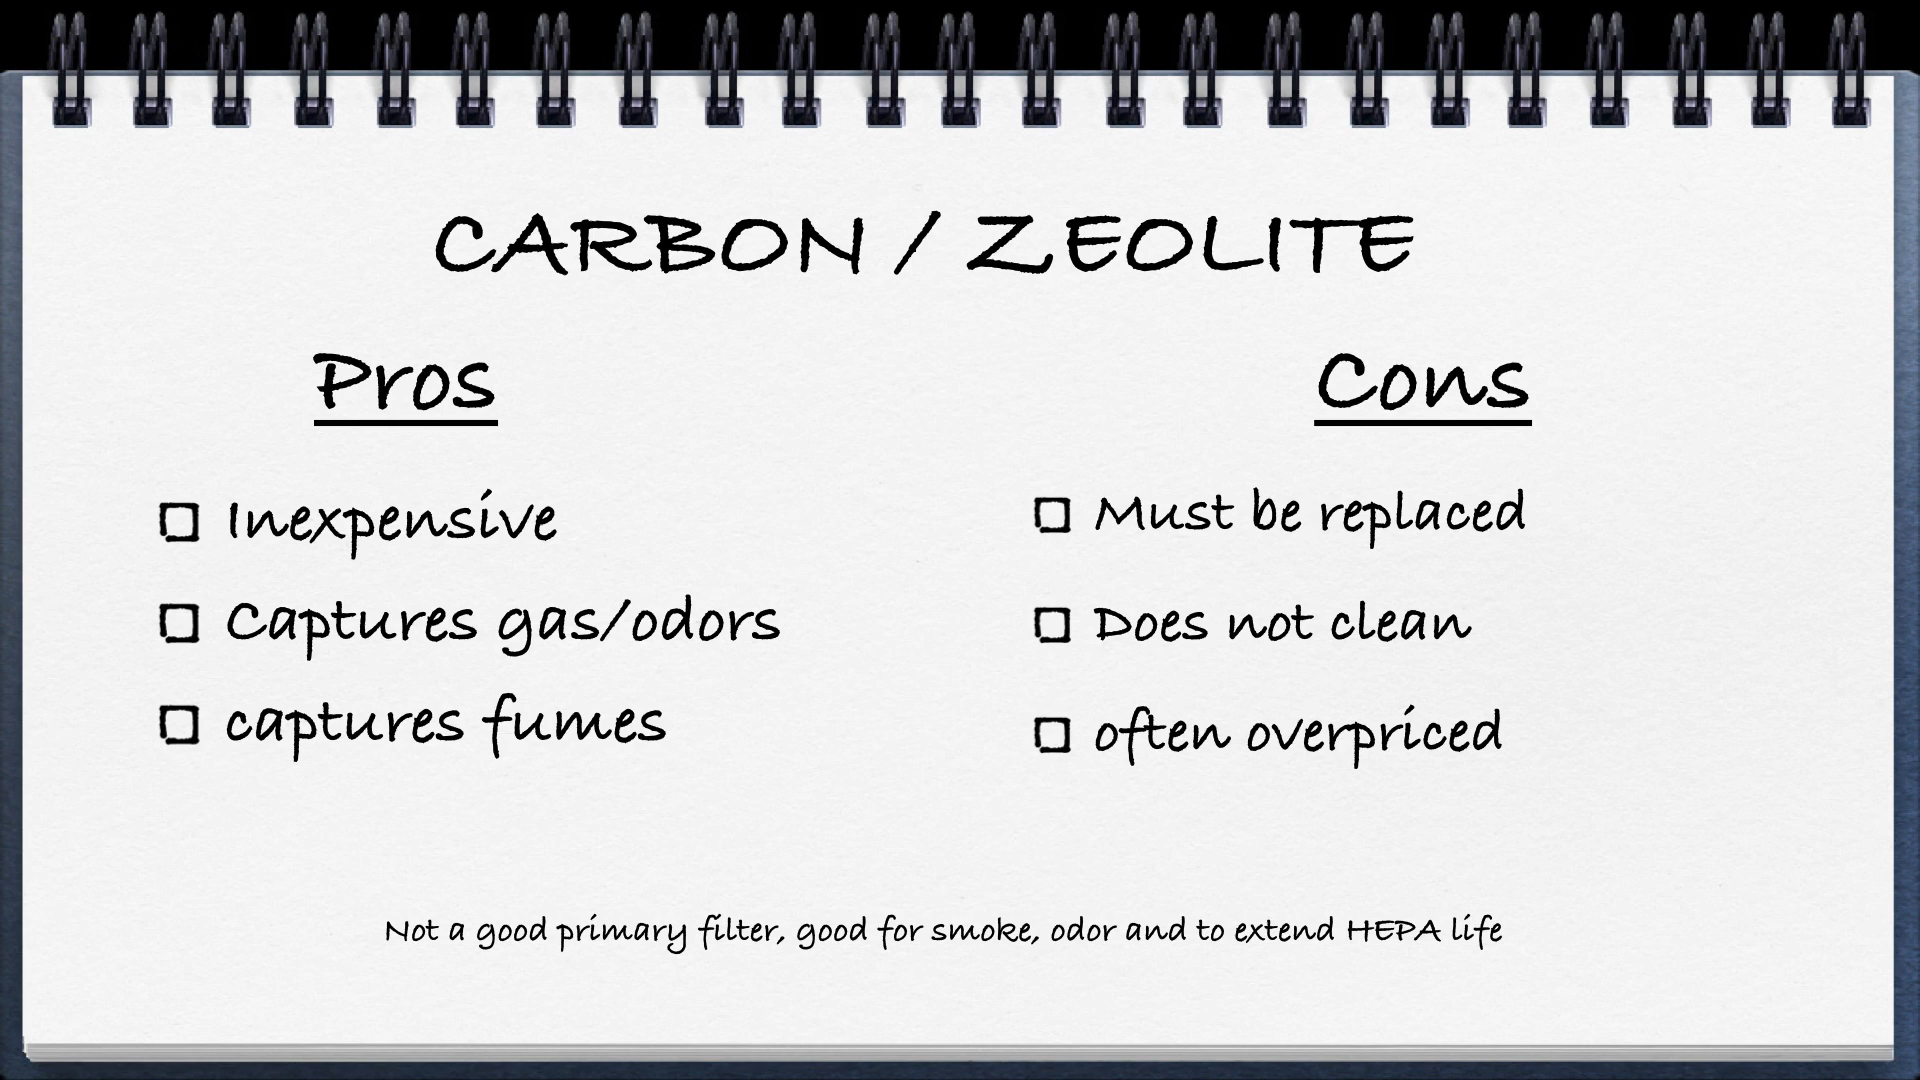 CARBON / ZEOLITE
Pros
Inexpensive
Captures gas/odors
captures fumes
Cons
Must be replaced
Does not clean
often overpriced
Not a good primary filter, good for smoke, odor and to extend HEPA life